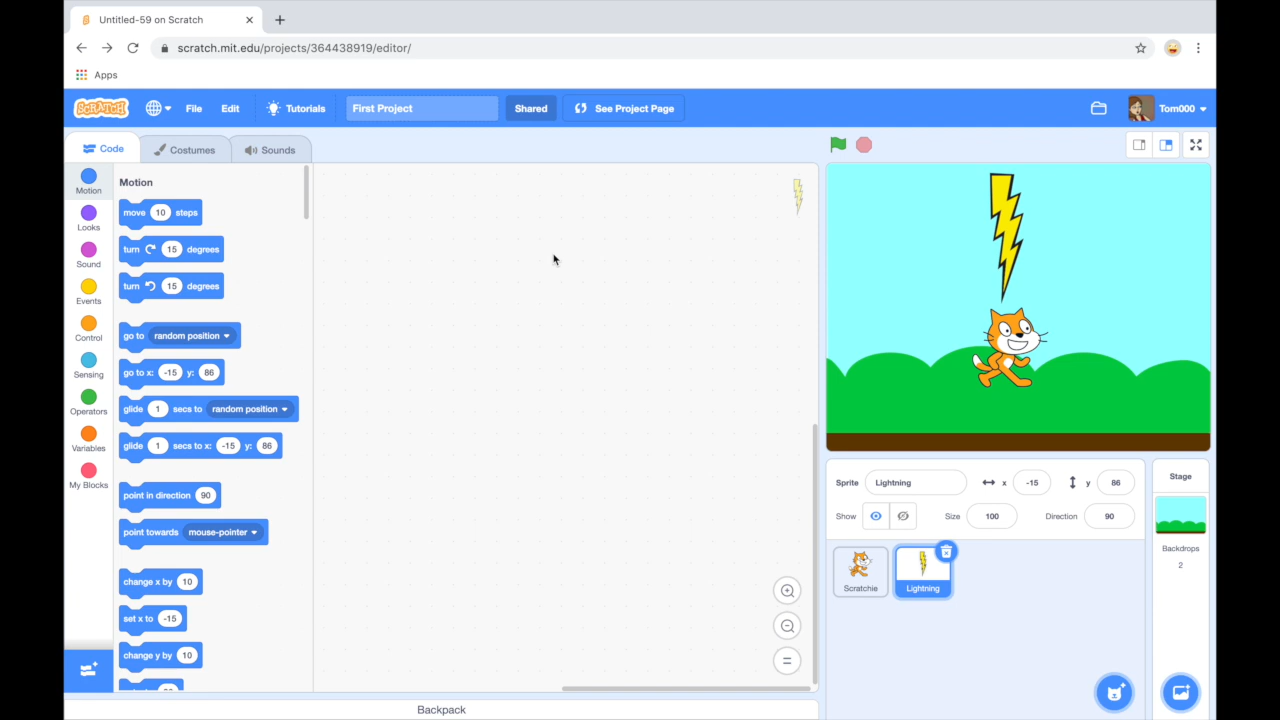 Untitled-59 on Scratch
scratch.mit.edu/projects/364438919/editor/
Apps
SCRATCH File Edit Tutorials First Project Shared See Project Page Tom000
Code Costumes Sounds
Motion
Looks
Sound
Events
Control
Sensing
Operators
Variables
My Blocks
Motion
move 10 steps
turn 15 degrees
turn 15 degrees
go to random position
go to x: -15 y: 86
glide 1 secs to random position
glide 1 secs to x: -15 y: 86
point in direction 90
point towards mouse-pointer
change x by 10
set x to -15
change y by 10
Backpack
Sprite Lightning x -15 y 86
Show Size 100 Direction 90
Scratchie
Lightning
Stage
Backdrops
2